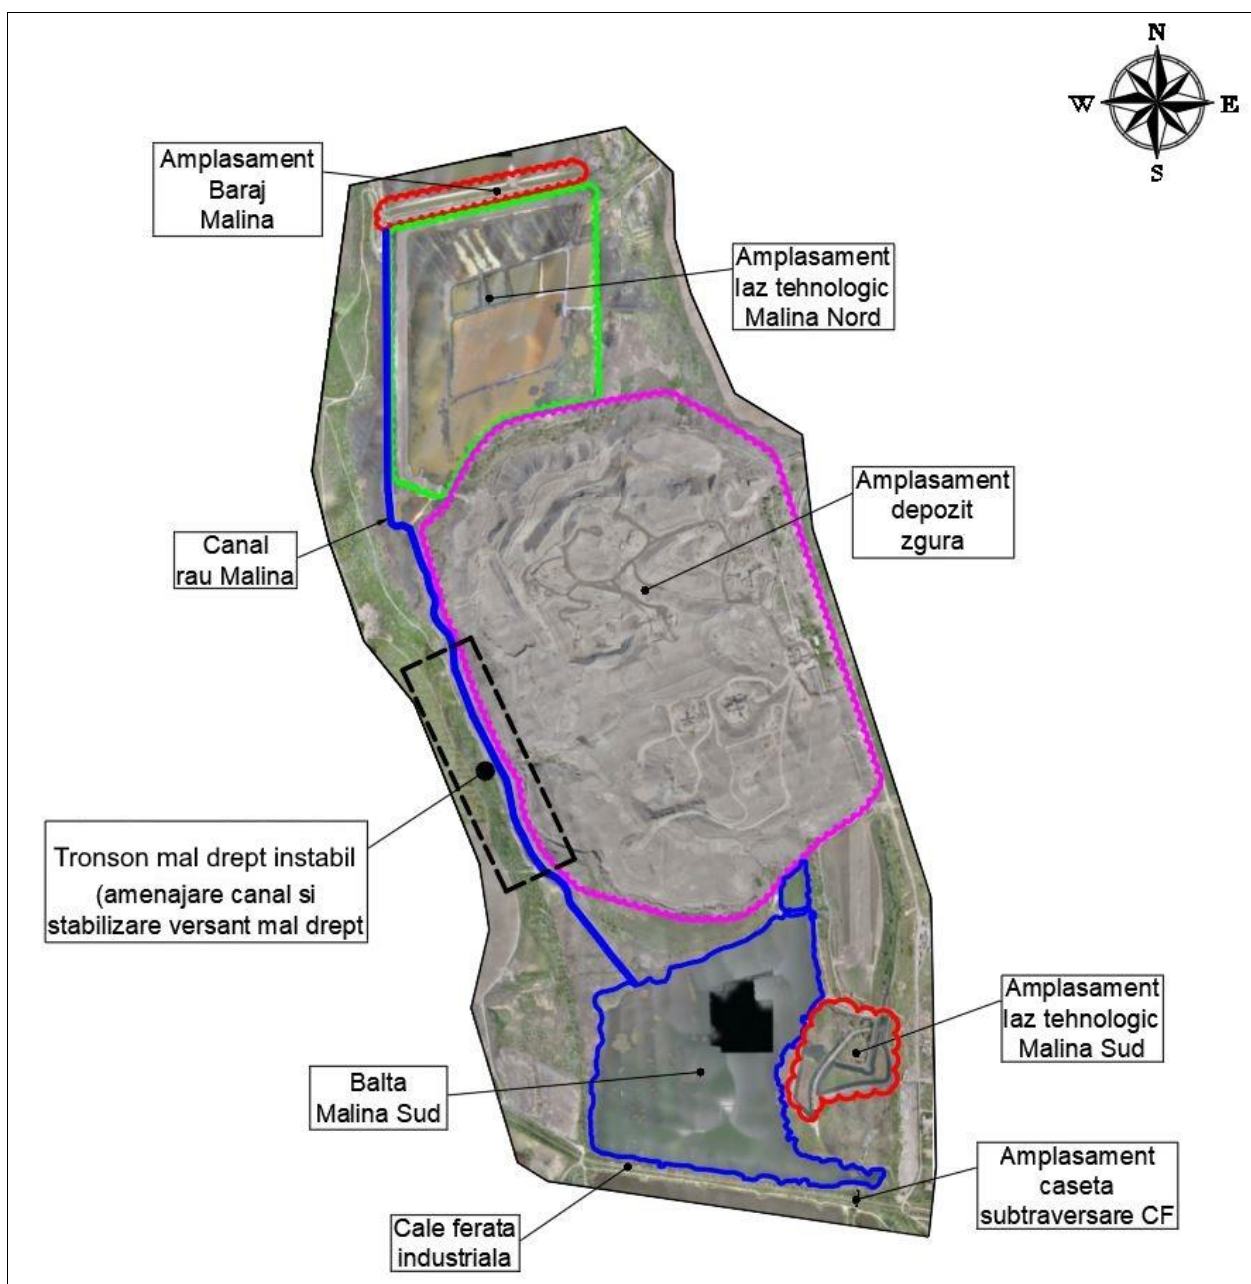 N
W E
S
Amplasament
Baraj
Malina
Amplasament
Iaz tehnologic
Malina Nord
Amplasament
depozit
zgura
Canal
rau Malina
Tronson mal drept instabil
(amenajare canal si
stabilizare versant mal drept
Amplasament
Iaz tehnologic
Malina Sud
Balta
Malina Sud
Amplasament
caseta
subtraversare CF
Cale ferata
industriala